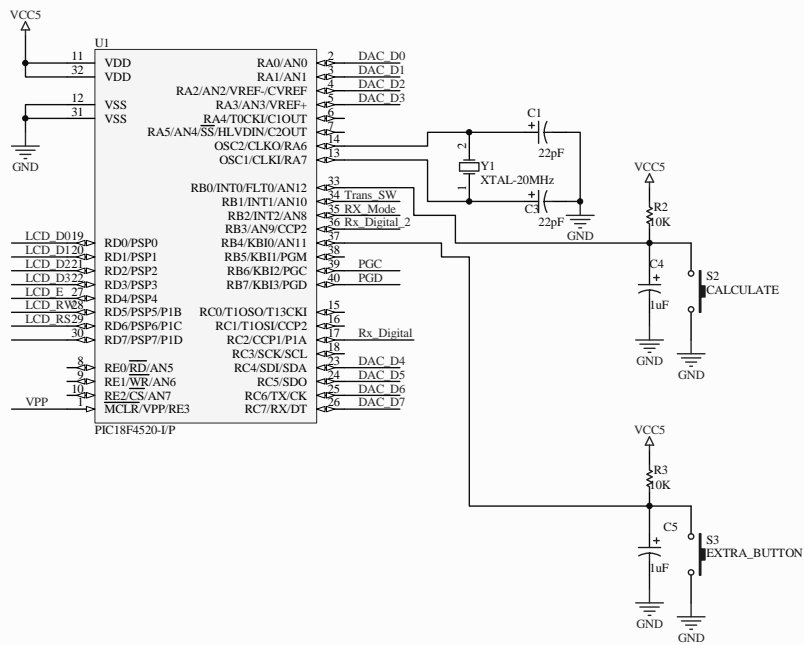 VCC5
U1
11 VDD RA0/AN0 2 DAC_D0
32 VDD RA1/AN1 3 DAC_D1
RA2/AN2/VREF-/CVREF 4 DAC_D2
12 VSS RA3/AN3/VREF+ 5 DAC_D3
31 VSS RA4/T0CKI/C1OUT 6
RA5/AN4/SS/HLVDIN/C2OUT 7
OSC2/CLKO/RA6 14
OSC1/CLKI/RA7 13
GND
C1
+
22pF
2
Y1
XTAL-20MHz
1
+
C3
22pF
GND
RB0/INT0/FLT0/AN12 33
RB1/INT1/AN10 34 Trans_SW
RB2/INT2/AN8 35 RX_Mode
RB3/AN9/CCP2 36 Rx_Digital_2
LCD_D0 19 RD0/PSP0 RB4/KBI0/AN11 37
LCD_D1 20 RD1/PSP1 RB5/KBI1/PGM 38
LCD_D2 21 RD2/PSP2 RB6/KBI2/PGC 39 PGC
LCD_D3 22 RD3/PSP3 RB7/KBI3/PGD 40 PGD
LCD_E 27 RD4/PSP4
LCD_RW 28 RD5/PSP5/P1B RC0/T1OSO/T13CKI 15
LCD_RS 29 RD6/PSP6/P1C RC1/T1OSI/CCP2 16
30 RD7/PSP7/P1D RC2/CCP1/P1A 17 Rx_Digital
RC3/SCK/SCL 18
8 RE0/RD/AN5 RC4/SDI/SDA 23 DAC_D4
9 RE1/WR/AN6 RC5/SDO 24 DAC_D5
10 RE2/CS/AN7 RC6/TX/CK 25 DAC_D6
VPP 1 MCLR/VPP/RE3 RC7/RX/DT 26 DAC_D7
PIC18F4520-I/P
VCC5
R2
10K
C4
+
1uF
S2
CALCULATE
GND
GND
VCC5
R3
10K
C5
+
1uF
S3
EXTRA_BUTTON
GND
GND